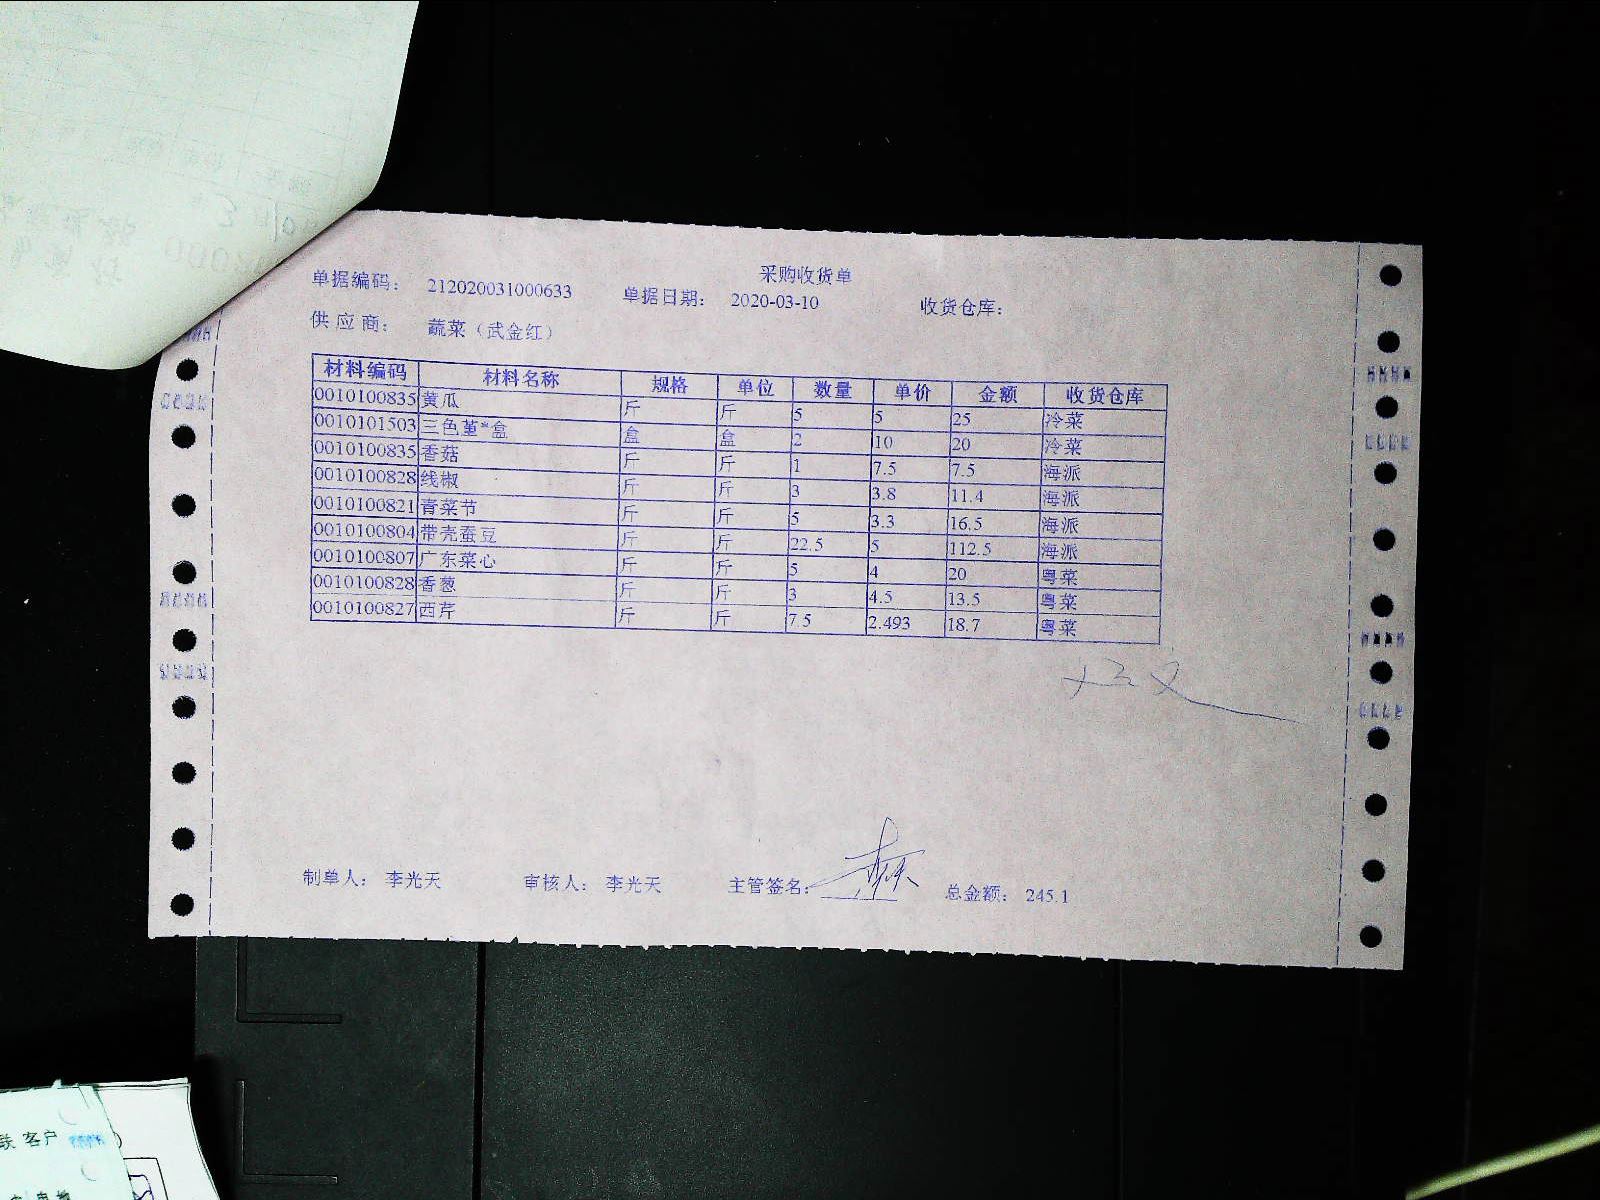 采购收货单
单据编码： 212020031000633 单据日期： 2020-03-10 收货仓库：
供应商： 蔬菜（武金红）
材料编码 材料名称 规格 单位 数量 单价 金额 收货仓库
0010100835 黄瓜 斤 斤 5 5 25 冷菜
0010101503 三色堇*盒 盒 盒 2 10 20 冷菜
0010100835 香菇 斤 斤 1 7.5 7.5 海派
0010100828 线椒 斤 斤 3 3.8 11.4 海派
0010100821 青菜节 斤 斤 5 3.3 16.5 海派
0010100804 带壳蚕豆 斤 斤 22.5 5 112.5 海派
0010100807 广东菜心 斤 斤 5 4 20 粤菜
0010100828 香葱 斤 斤 3 4.5 13.5 粤菜
0010100827 西芹 斤 斤 7.5 2.493 18.7 粤菜
制单人： 李光天 审核人： 李光天 主管签名： 总金额： 245.1
联 客户